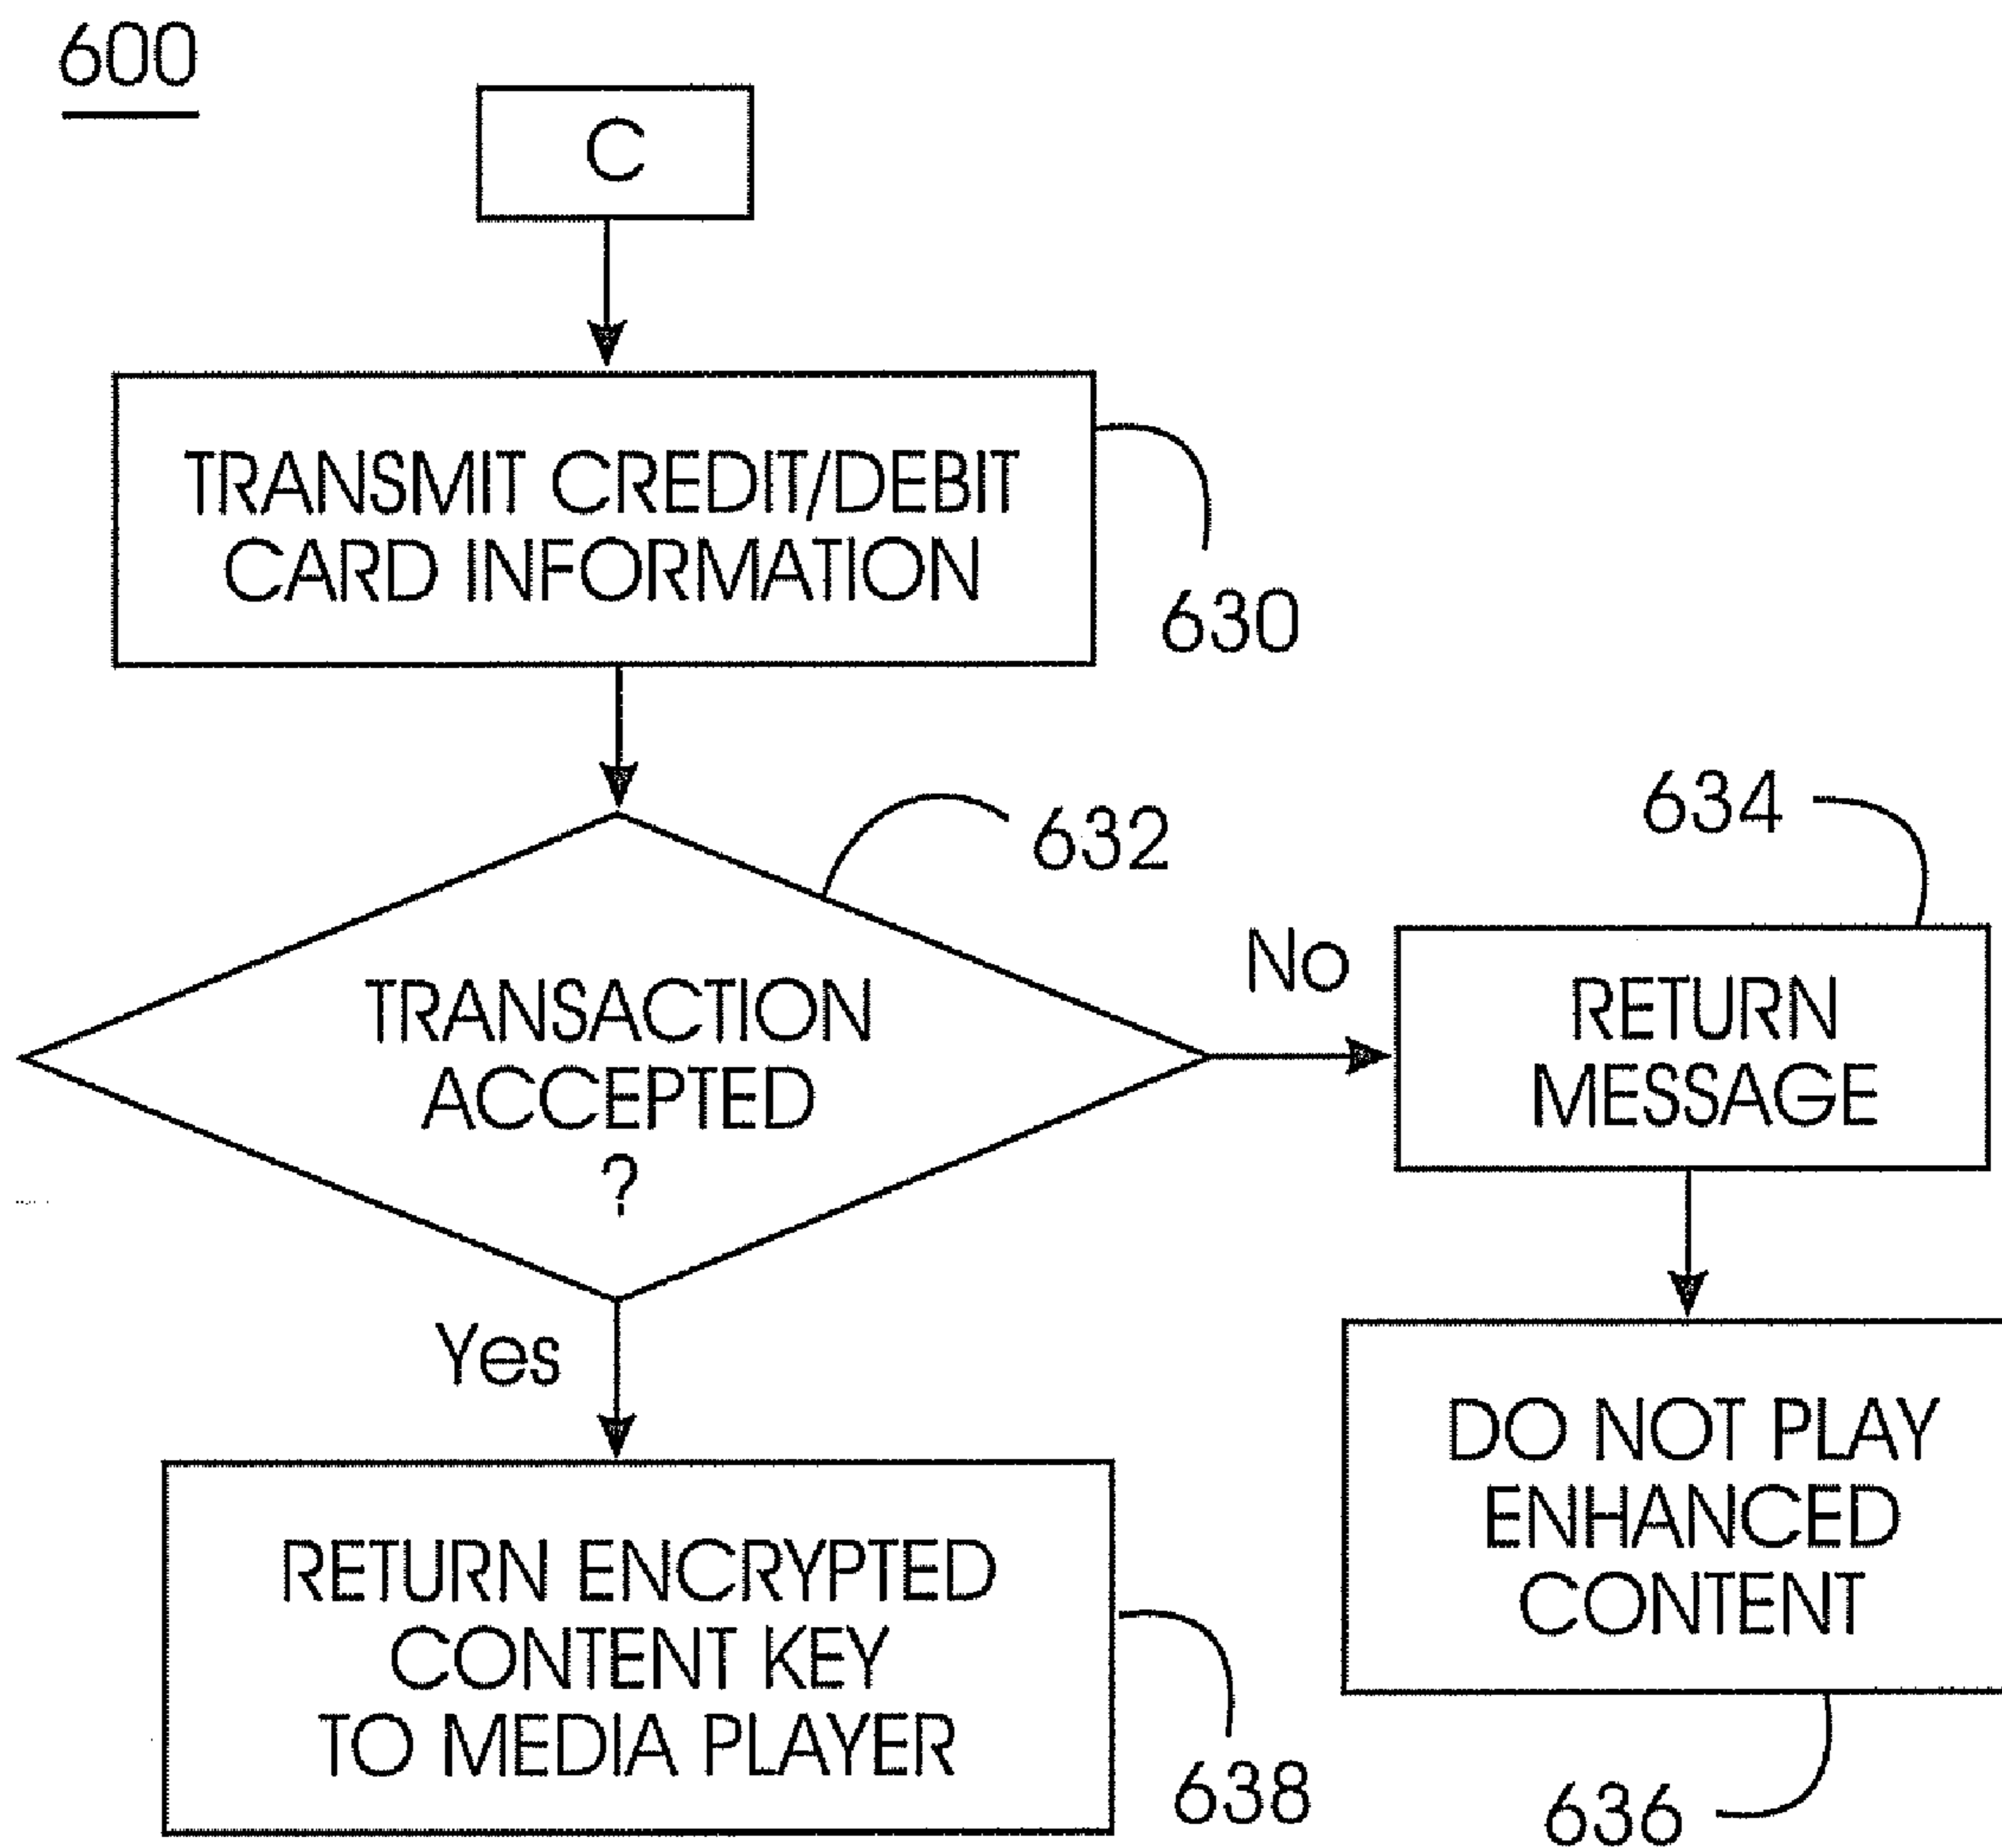 600
C
TRANSMIT CREDIT/DEBIT
CARD INFORMATION
630
632
TRANSACTION
ACCEPTED
?
No
634
RETURN
MESSAGE
Yes
DO NOT PLAY
ENHANCED
CONTENT
636
RETURN ENCRYPTED
CONTENT KEY
TO MEDIA PLAYER
638